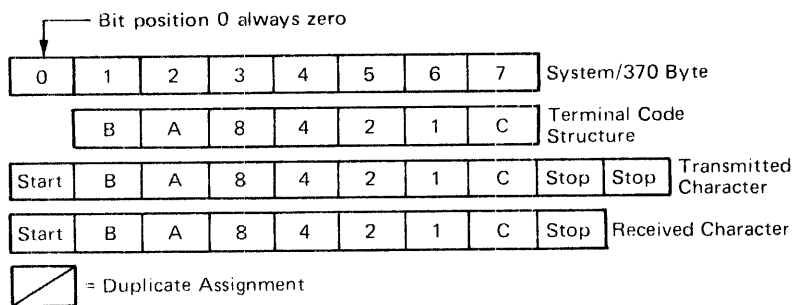 Bit position 0 always zero
0 1 2 3 4 5 6 7 System/370 Byte
B A 8 4 2 1 C Terminal Code
Structure
Start B A 8 4 2 1 C Stop Stop Transmitted
Character
Start B A 8 4 2 1 C Stop Received Character
= Duplicate Assignment